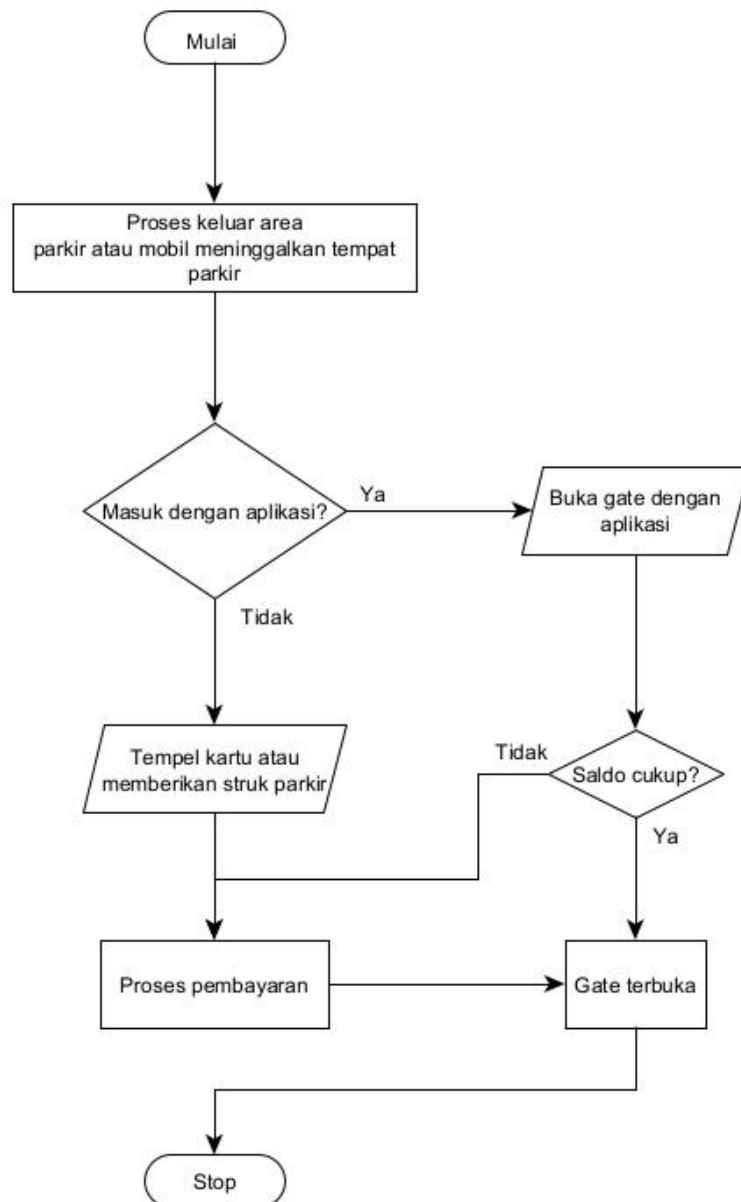 Mulai
Proses keluar area
parkir atau mobil meninggalkan tempat
parkir
Masuk dengan aplikasi?
Ya
Buka gate dengan
aplikasi
Tidak
Tempel kartu atau
memberikan struk parkir
Tidak
Saldo cukup?
Ya
Proses pembayaran
Gate terbuka
Stop